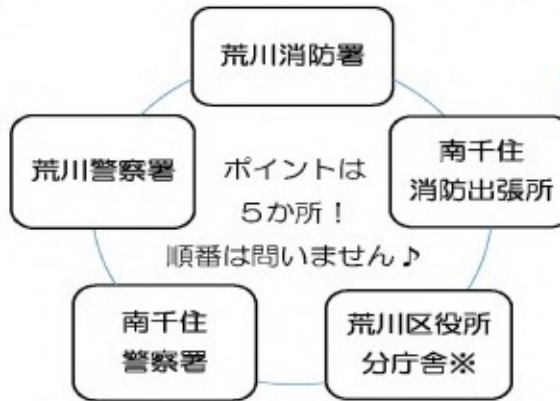 荒川消防署
荒川警察署
ポイントは
5か所！
順番は問いません♪
南千住
消防出張所
南千住
警察署
荒川区役所
分庁舎※